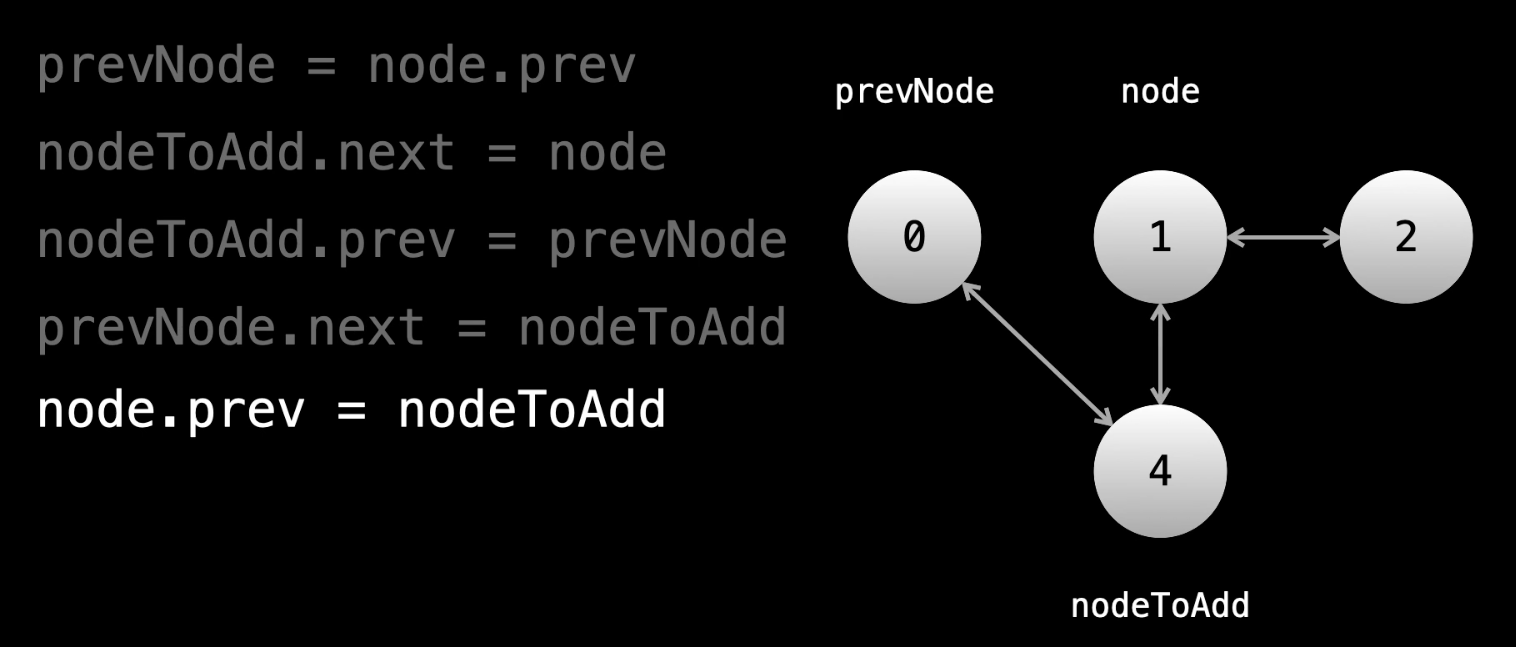 prevNode = node.prev
nodeToAdd.next = node
nodeToAdd.prev = prevNode
prevNode.next = nodeToAdd
node.prev = nodeToAdd
prevNode node
0 1 2
4
nodeToAdd